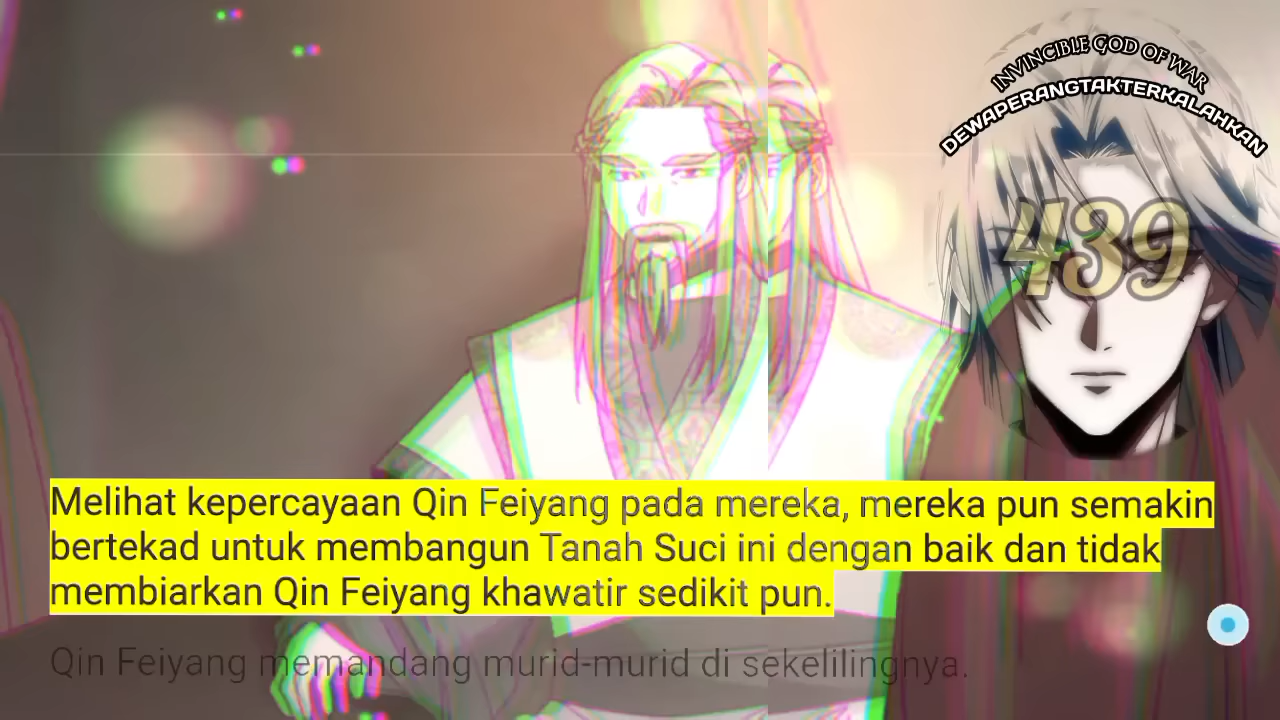 INVINCIBLE GOD OF WAR
DEWAPERANGTAKTERKALAHKAN
439
Melihat kepercayaan Qin Feiyang pada mereka, mereka pun semakin
bertekad untuk membangun Tanah Suci ini dengan baik dan tidak
membiarkan Qin Feiyang khawatir sedikit pun.
Qin Feiyang memandang murid-murid di sekelilingnya.